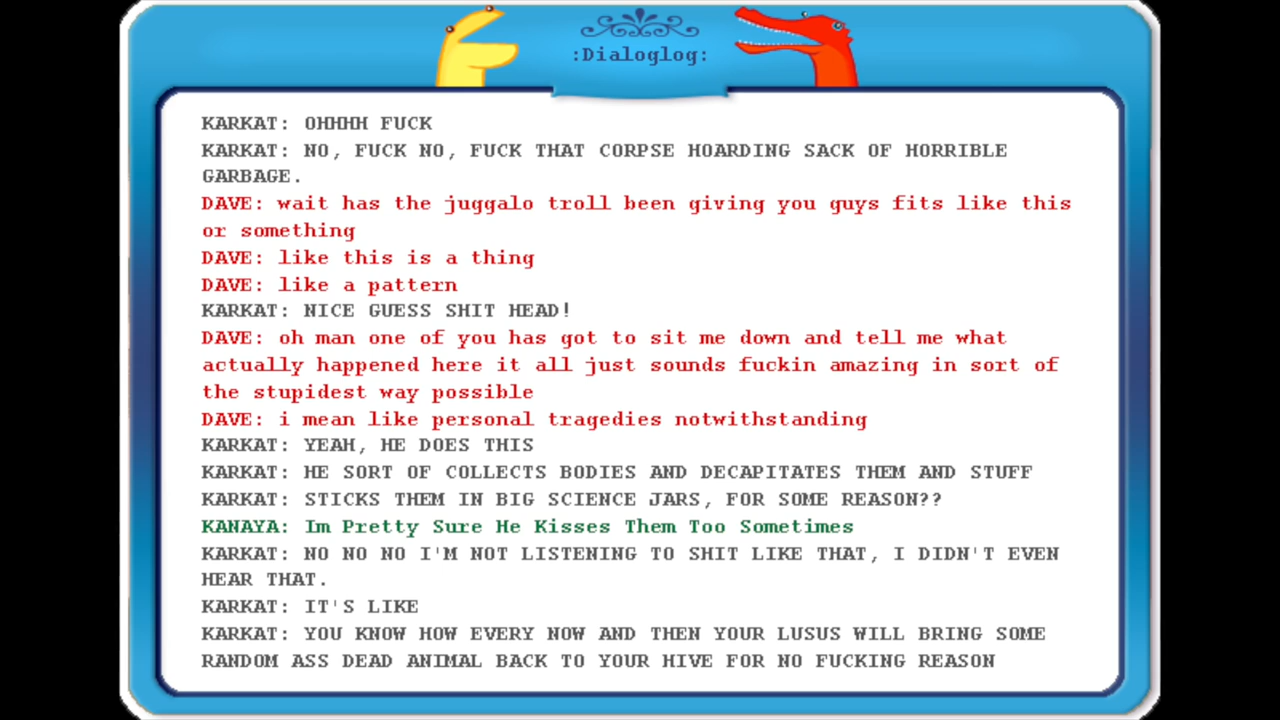 :Dialoglog:
KARKAT: OHHHH FUCK
KARKAT: NO, FUCK NO, FUCK THAT CORPSE HOARDING SACK OF HORRIBLE
GARBAGE.
DAVE: wait has the juggalo troll been giving you guys fits like this
or something
DAVE: like this is a thing
DAVE: like a pattern
KARKAT: NICE GUESS SHIT HEAD!
DAVE: oh man one of you has got to sit me down and tell me what
actually happened here it all just sounds fuckin amazing in sort of
the stupidest way possible
DAVE: i mean like personal tragedies notwithstanding
KARKAT: YEAH, HE DOES THIS
KARKAT: HE SORT OF COLLECTS BODIES AND DECAPITATES THEM AND STUFF
KARKAT: STICKS THEM IN BIG SCIENCE JARS, FOR SOME REASON??
KANAYA: Im Pretty Sure He Kisses Them Too Sometimes
KARKAT: NO NO NO I'M NOT LISTENING TO SHIT LIKE THAT, I DIDN'T EVEN
HEAR THAT.
KARKAT: IT'S LIKE
KARKAT: YOU KNOW HOW EVERY NOW AND THEN YOUR LUSUS WILL BRING SOME
RANDOM ASS DEAD ANIMAL BACK TO YOUR HIVE FOR NO FUCKING REASON